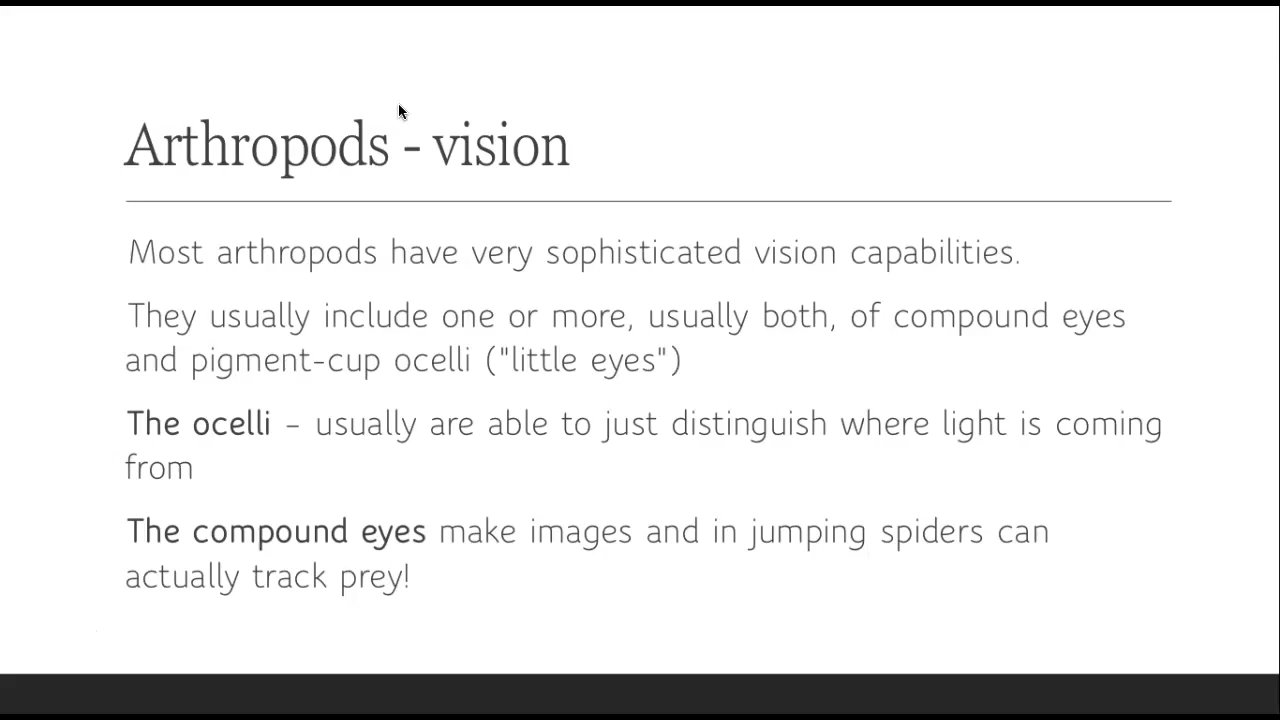 Arthropods - vision
Most arthropods have very sophisticated vision capabilities.
They usually include one or more, usually both, of compound eyes
and pigment-cup ocelli ("little eyes")
The ocelli – usually are able to just distinguish where light is coming
from
The compound eyes make images and in jumping spiders can
actually track prey!